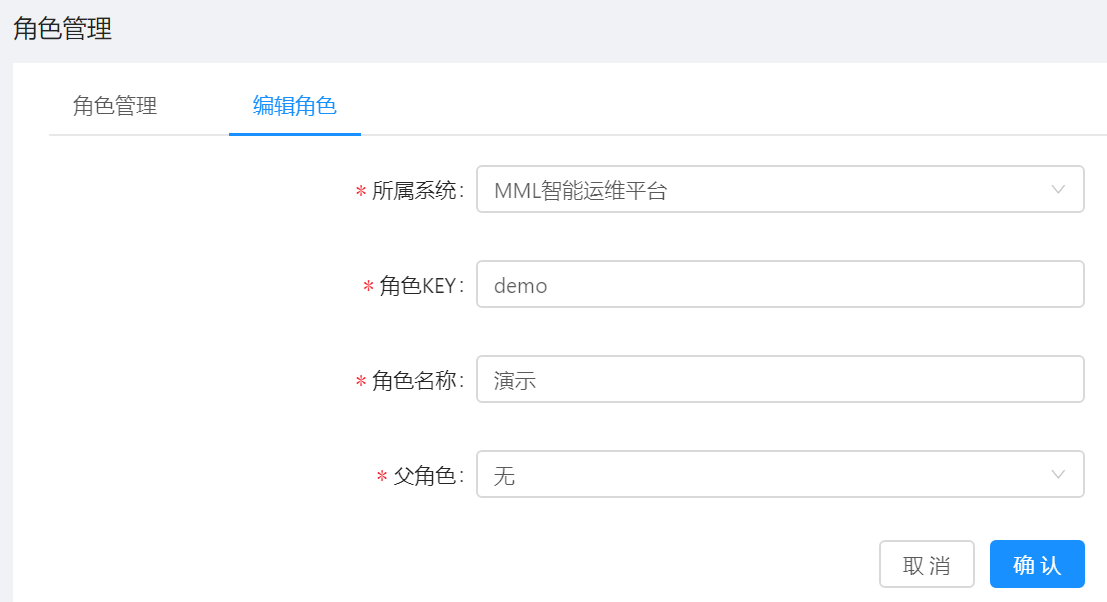 角色管理
角色管理 编辑角色
* 所属系统: MML智能运维平台
* 角色KEY: demo
* 角色名称: 演示
* 父角色: 无
取 消 确 认